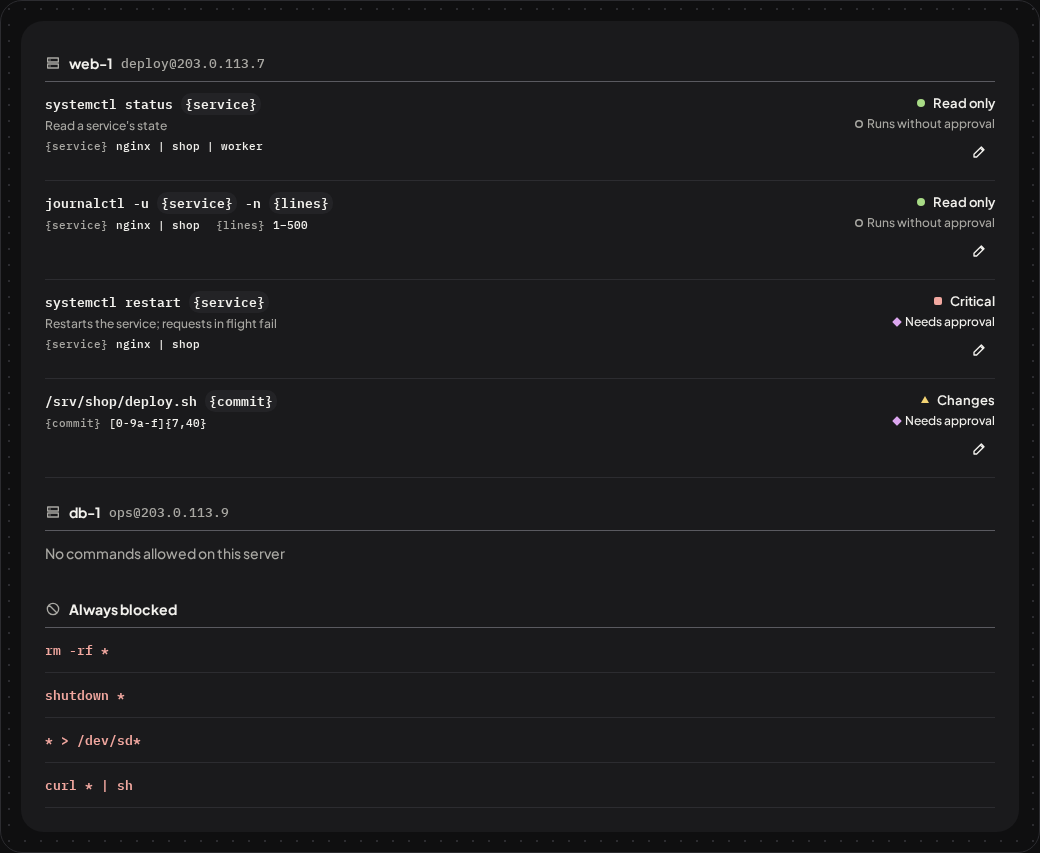 web-1 deploy@203.0.113.7
systemctl status {service}
Read only
Read a service's state
Runs without approval
{service} nginx | shop | worker
journalctl -u {service} -n {lines}
Read only
{service} nginx | shop {lines} 1–500
Runs without approval
systemctl restart {service}
Critical
Restarts the service; requests in flight fail
Needs approval
{service} nginx | shop
/srv/shop/deploy.sh {commit}
Changes
{commit} [0-9a-f]{7,40}
Needs approval
db-1 ops@203.0.113.9
No commands allowed on this server
Always blocked
rm -rf *
shutdown *
* > /dev/sd*
curl * | sh